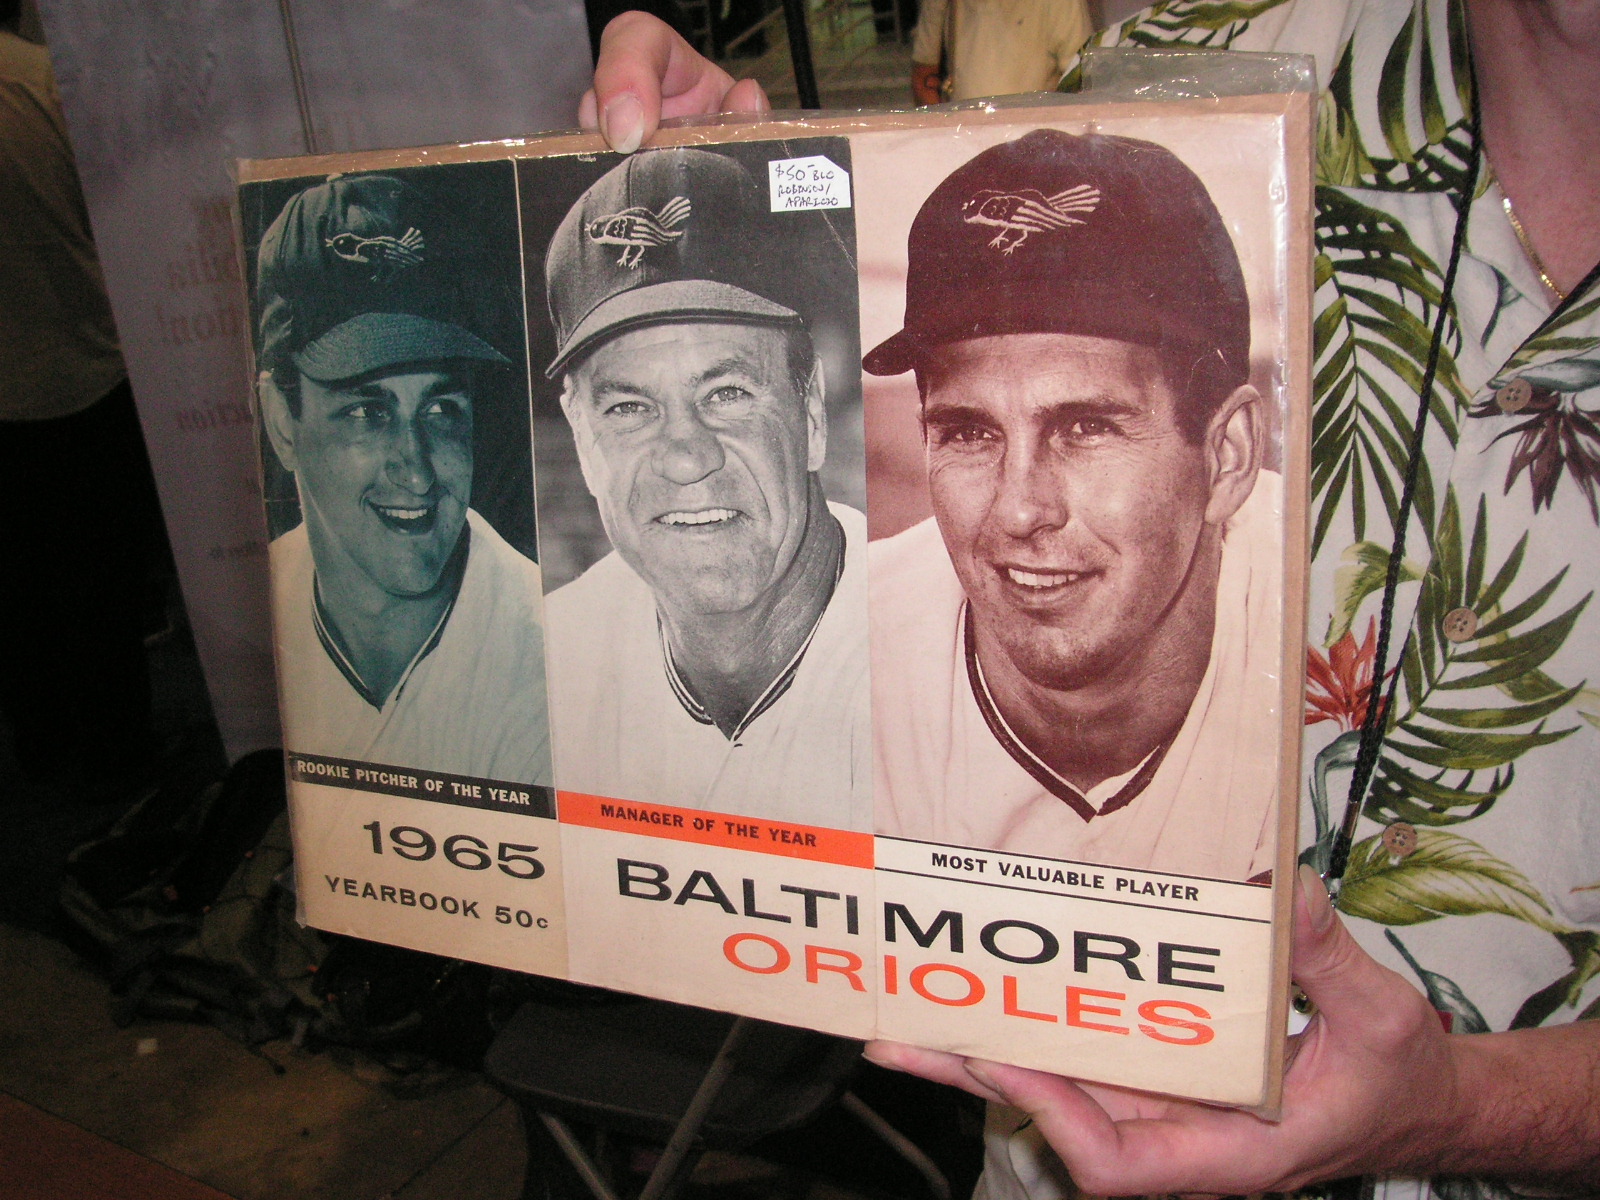 $50- BLC
ROBINSON/
APARICIO
ROOKIE PITCHER OF THE YEAR
MANAGER OF THE YEAR
MOST VALUABLE PLAYER
1965
YEARBOOK 50c
BALTIMORE
ORIOLES